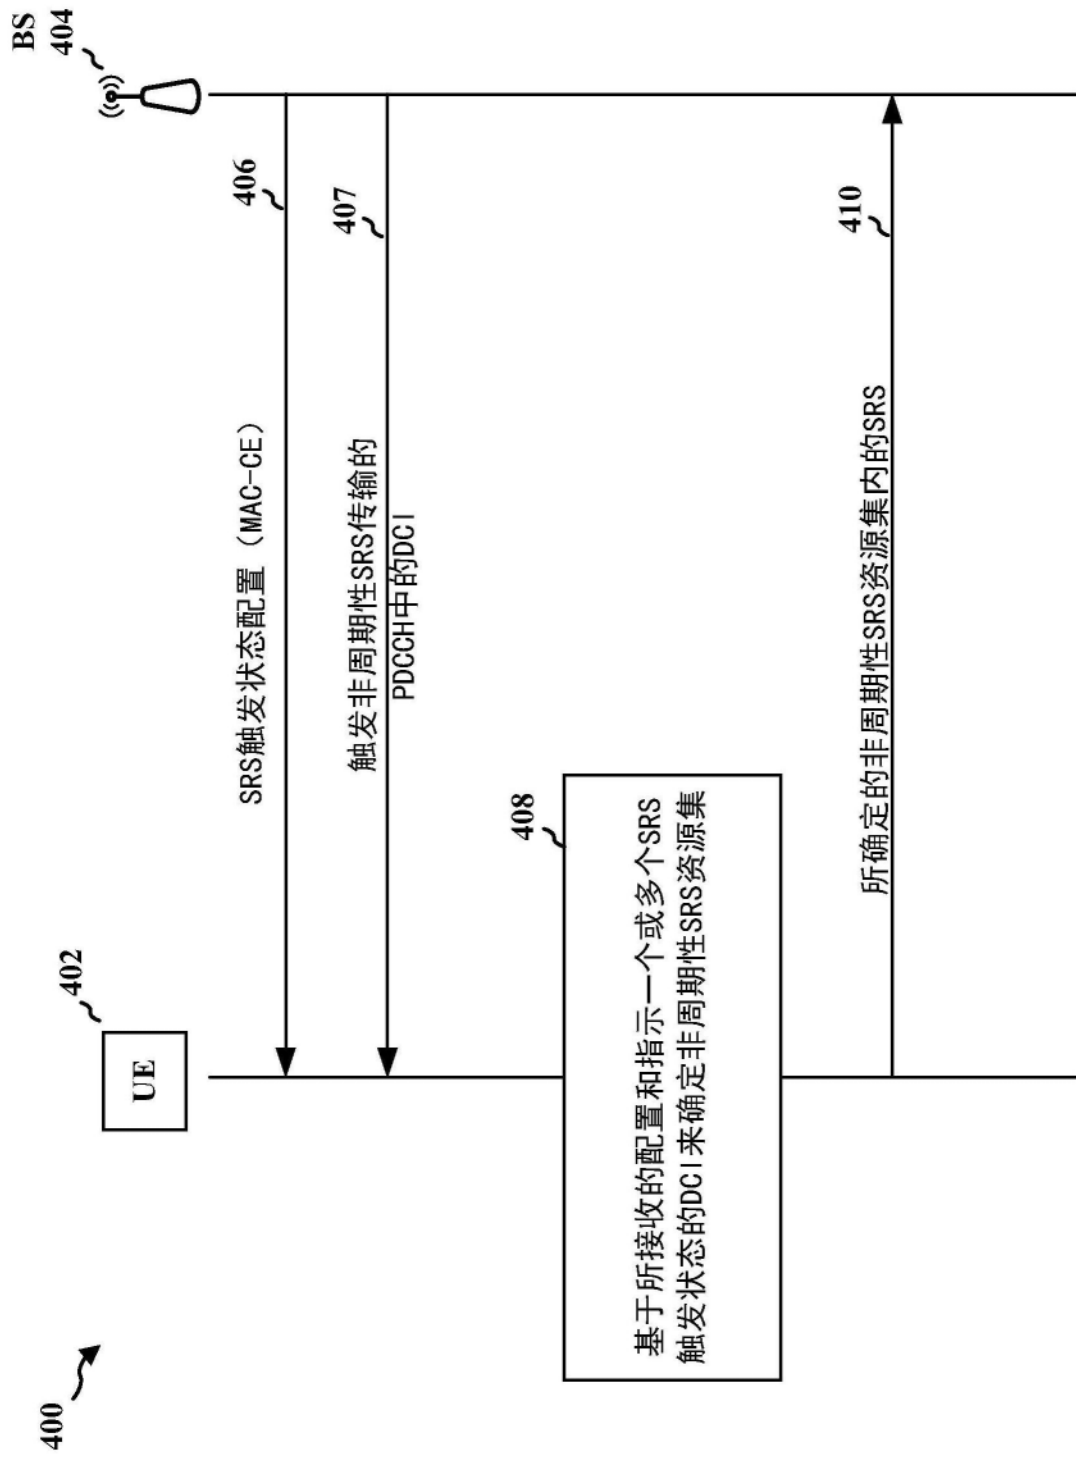 400
402
UE
BS
404
SRS触发状态配置（MAC-CE）
406
触发非周期性SRS传输的
PDCCH中的DCI
407
408
基于所接收的配置和指示一个或多个SRS
触发状态的DCI来确定非周期性SRS资源集
所确定的非周期性SRS资源集内的SRS
410